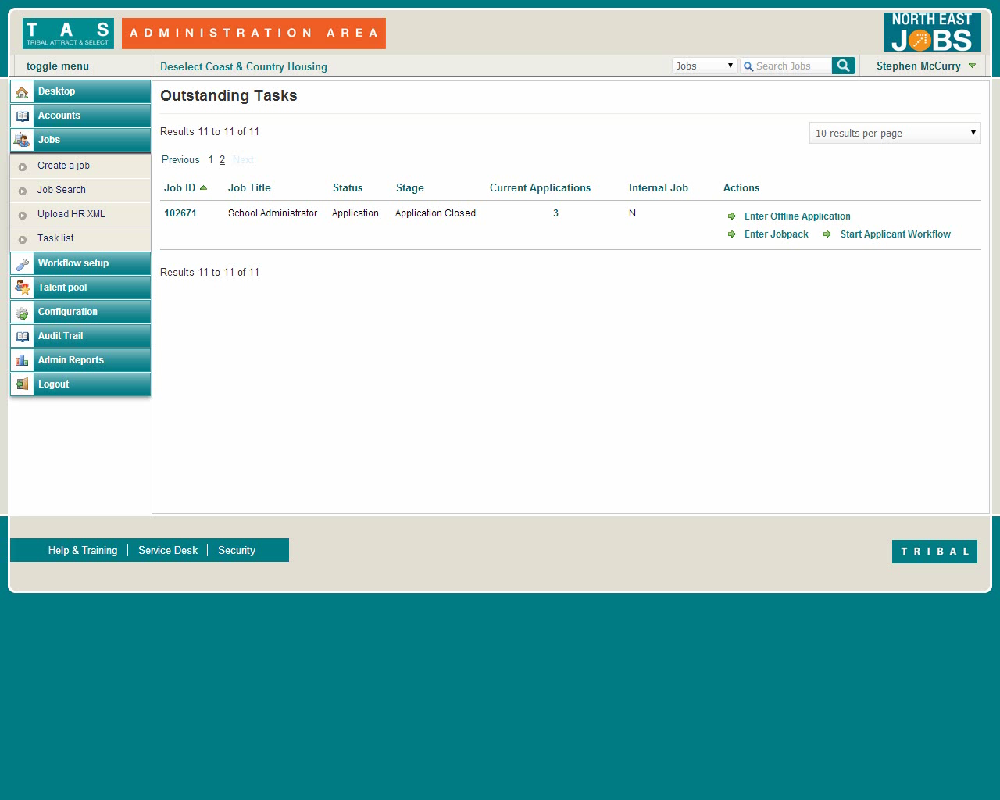 TAS
TRIBAL ATTRACT & SELECT
ADMINISTRATION AREA
NORTH EAST
JOBS
toggle menu
Deselect Coast & Country Housing
Jobs
Search Jobs
Stephen McCurry
Desktop
Accounts
Jobs
Create a job
Job Search
Upload HR XML
Task list
Workflow setup
Talent pool
Configuration
Audit Trail
Admin Reports
Logout
Outstanding Tasks
Results 11 to 11 of 11
10 results per page
Previous 1 2 Next
Job ID Job Title Status Stage Current Applications Internal Job Actions
102671 School Administrator Application Application Closed 3 N Enter Offline Application
Enter Jobpack Start Applicant Workflow
Results 11 to 11 of 11
Help & Training Service Desk Security
TRIBAL